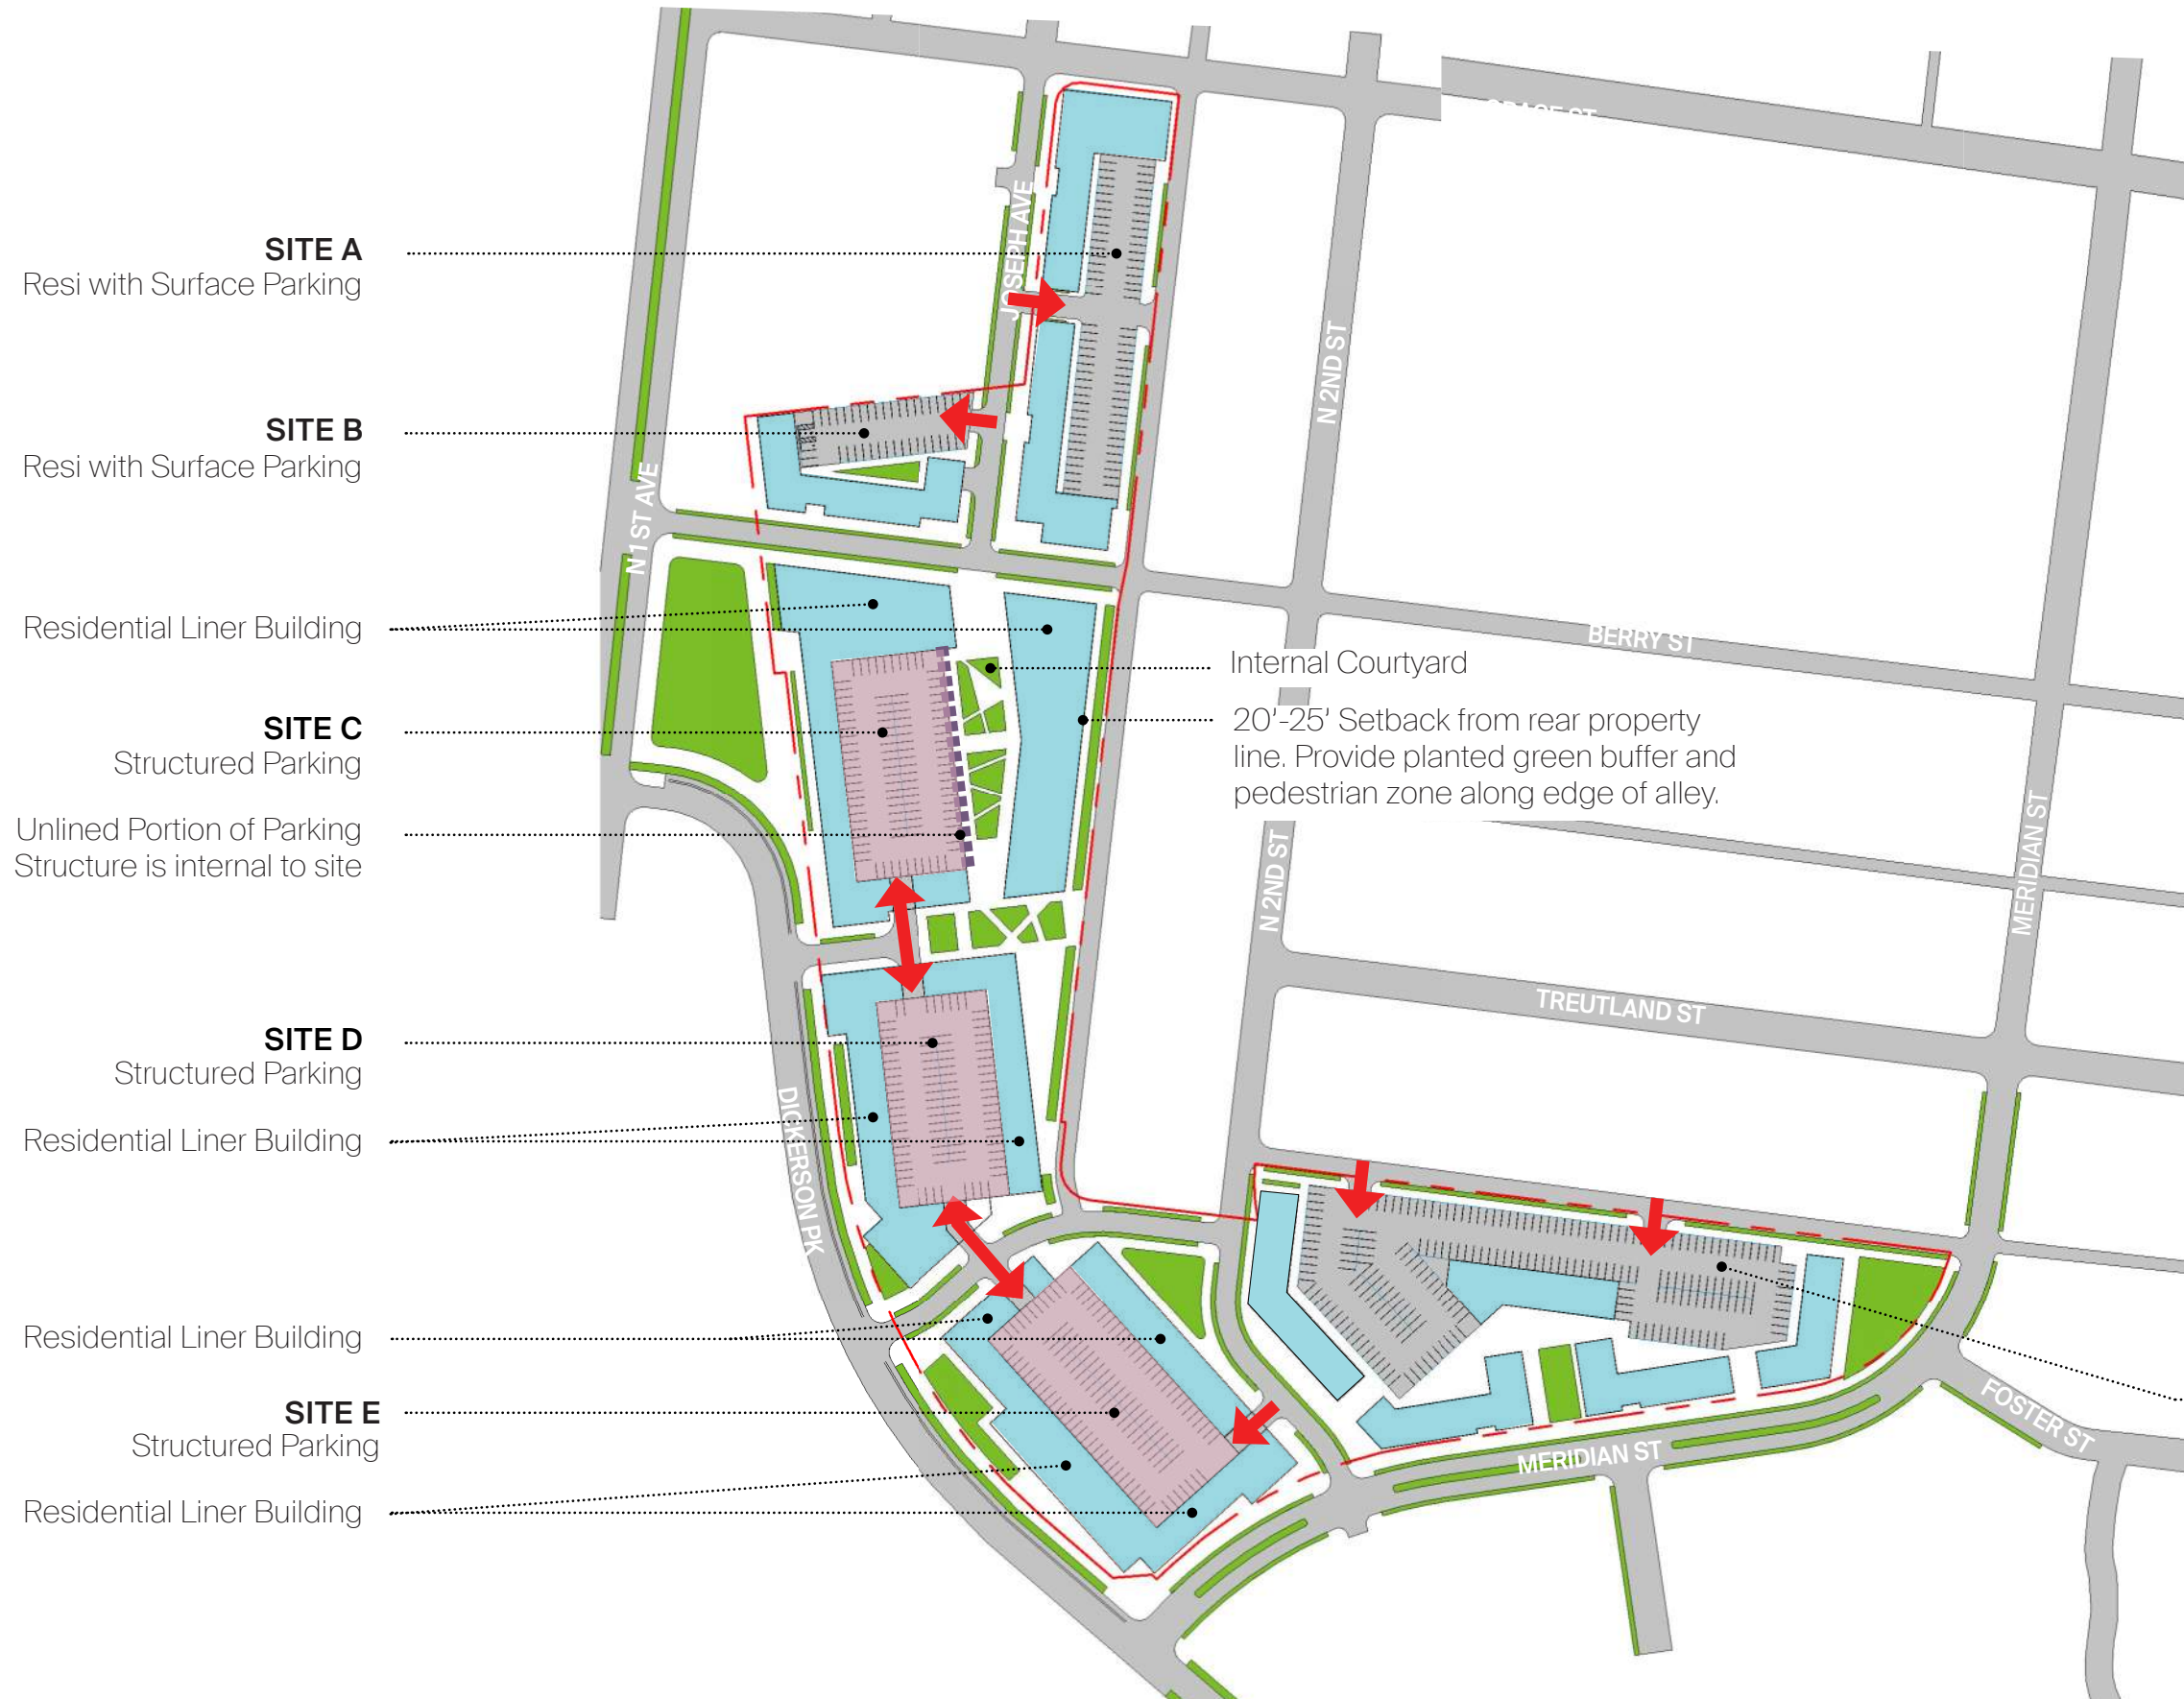 GRACE ST
SITE A
Resi with Surface Parking
JOSEPH AVE
N 2ND ST
SITE B
Resi with Surface Parking
N 1ST AVE
Residential Liner Building
BERRY ST
Internal Courtyard
SITE C
Structured Parking
20'-25' Setback from rear property
line. Provide planted green buffer and
pedestrian zone along edge of alley.
Unlined Portion of Parking
Structure is internal to site
N 2ND ST
MERIDIAN ST
TREUTLAND ST
SITE D
Structured Parking
Residential Liner Building
DICKERSON PK
Residential Liner Building
SITE E
Structured Parking
FOSTER ST
MERIDIAN ST
Residential Liner Building